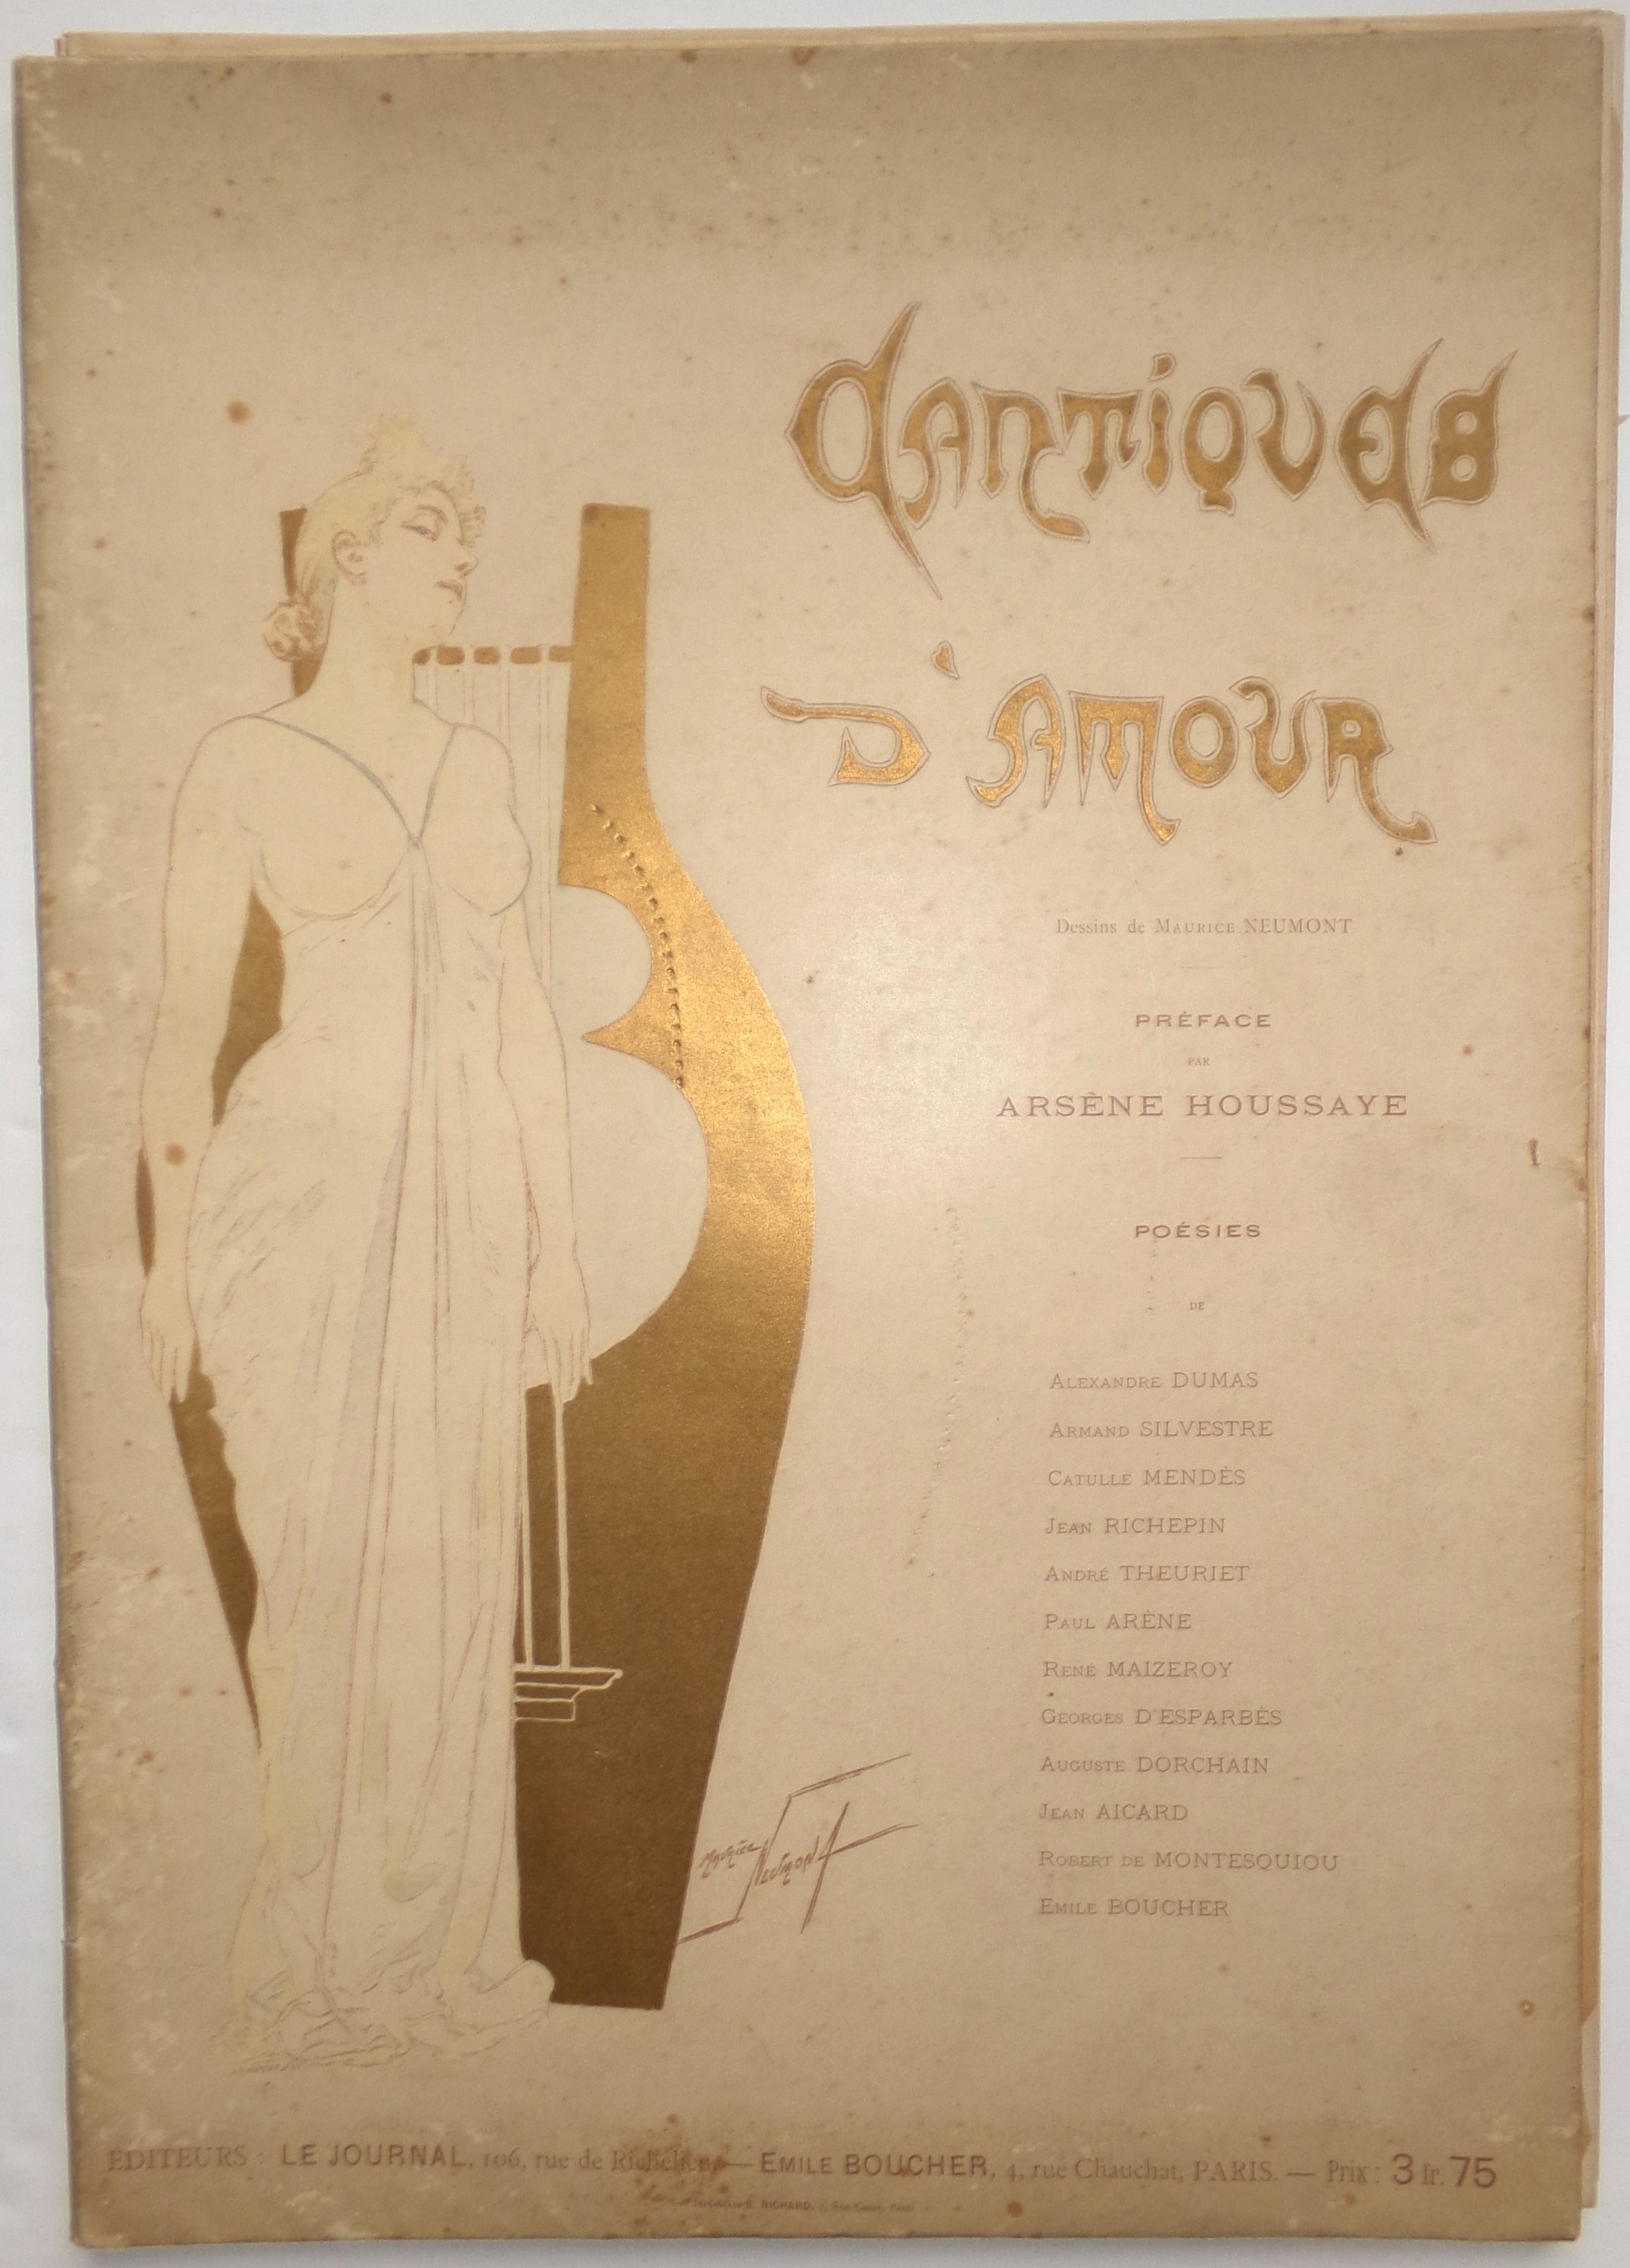 CANTIQUES
D'AMOUR
Dessins de MAURICE NEUMONT
PRÉFACE
PAR
ARSÈNE HOUSSAYE
POÉSIES
DE
ALEXANDRE DUMAS
ARMAND SILVESTRE
CATULLE MENDÈS
JEAN RICHEPIN
ANDRÉ THEURIET
PAUL ARÈNE
RENÉ MAIZEROY
GEORGES D'ESPARBÈS
AUGUSTE DORCHAIN
JEAN AICARD
ROBERT DE MONTESQUIOU
EMILE BOUCHER
MAURICE NEUMONT
EDITEURS : LE JOURNAL, 106, rue de Richelieu, — EMILE BOUCHER, 4, rue Chauchat, PARIS. — Prix : 3 fr. 75
RICHARD,